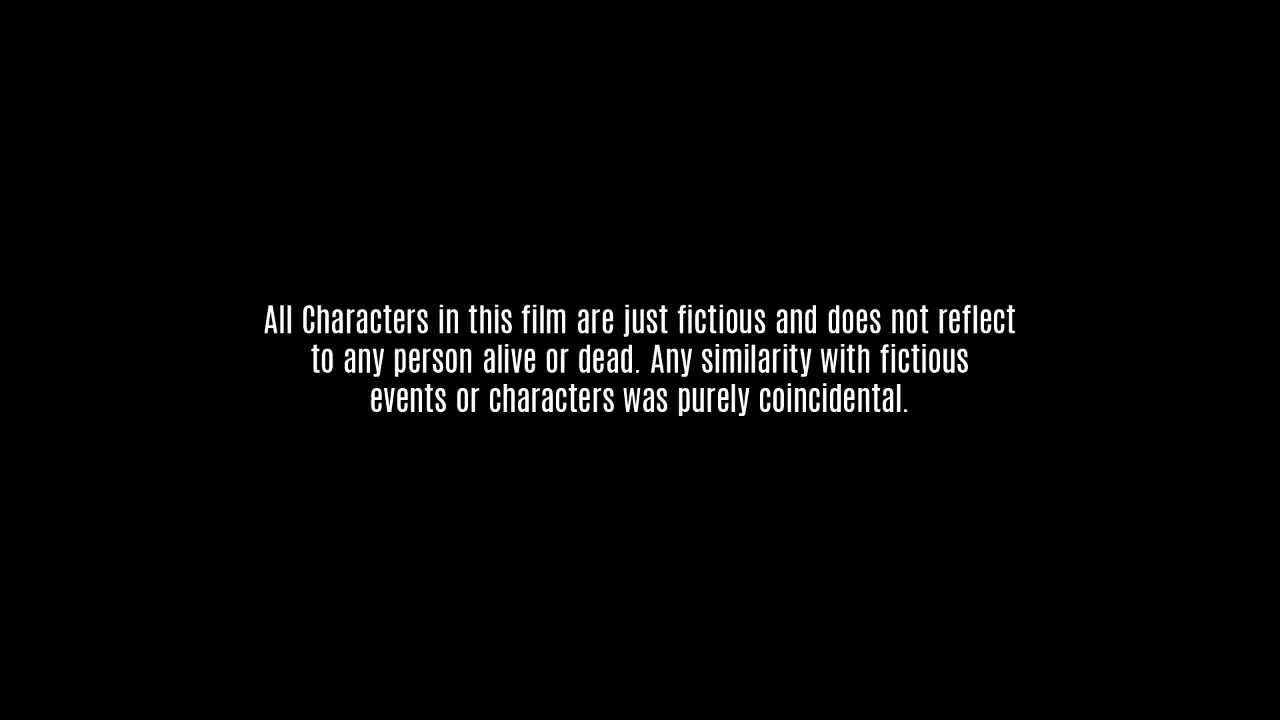 All Characters in this film are just fictious and does not reflect
to any person alive or dead. Any similarity with fictious
events or characters was purely coincidental.